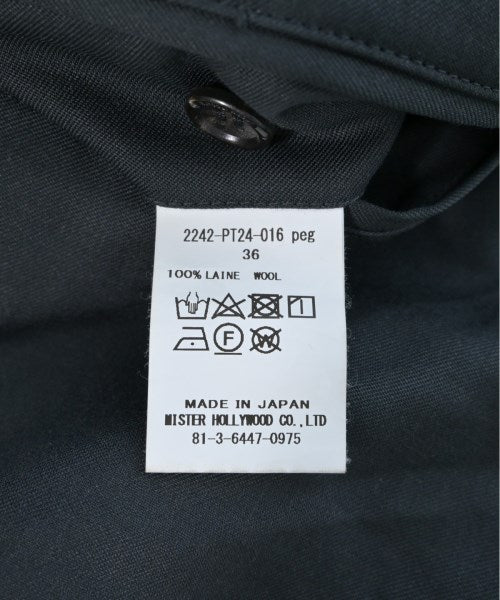 2242-PT24-016 peg
36
100% LAINE WOOL
F W
MADE IN JAPAN
MISTER HOLLYWOOD CO.,LTD
81-3-6447-0975